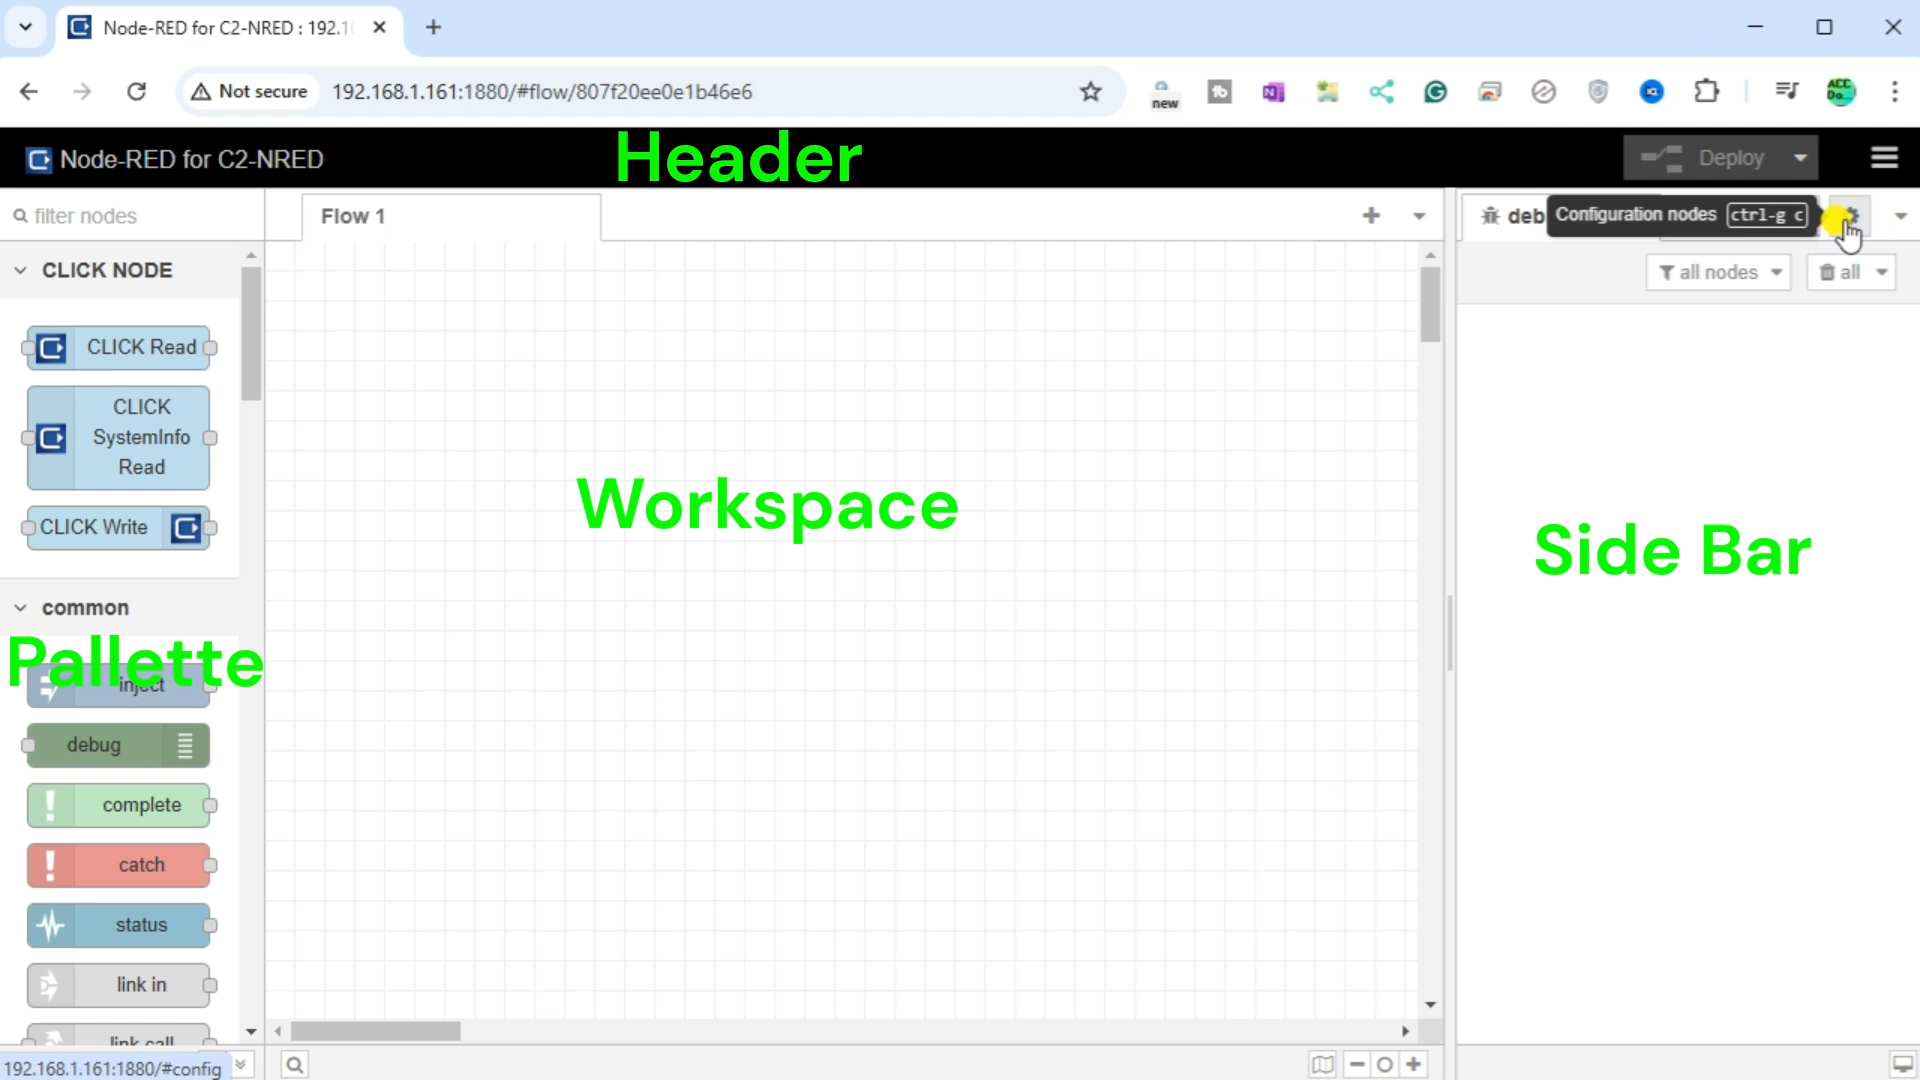 Node-RED for C2-NRED : 192.1
Not secure
192.168.1.161:1880/#flow/807f20ee0e1b46e6
new
ACC
Do...
Node-RED for C2-NRED
Header
Deploy
filter nodes
Flow 1
deb
Configuration nodes ctrl-g c
all nodes
all
CLICK NODE
CLICK Read
CLICK
SystemInfo
Read
CLICK Write
Workspace
Side Bar
common
Pallette
inject
debug
complete
catch
status
link in
link call
192.168.1.161:1880/#config